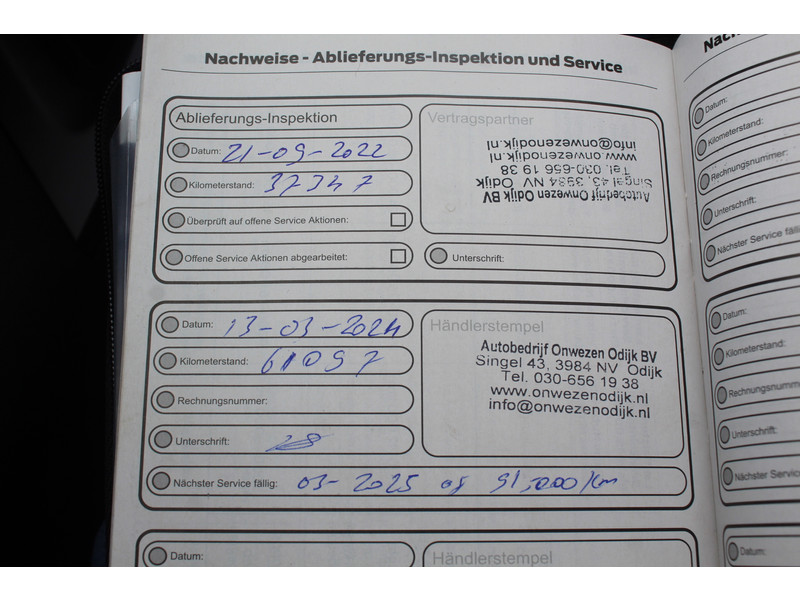 Nachweise - Ablieferungs-Inspektion und Service
Ablieferungs-Inspektion
Datum: 21-09-2022
Kilometerstand: 37347
Überprüft auf offene Service Aktionen:
Offene Service Aktionen abgearbeitet:
Vertragspartner
Autobedrijf Onwezen Odijk BV
Singel 43, 3984 NV Odijk
Tel. 030-656 19 38
www.onwezenodijk.nl
info@onwezenodijk.nl
Unterschrift:
Datum: 13-03-2024
Kilometerstand: 61097
Rechnungsnummer:
Unterschrift:
Nächster Service fällig: 03-2025 of 91.000 km
Händlerstempel
Autobedrijf Onwezen Odijk BV
Singel 43, 3984 NV Odijk
Tel. 030-656 19 38
www.onwezenodijk.nl
info@onwezenodijk.nl
Datum:
Händlerstempel
Datum:
Kilometerstand:
Rechnungsnummer:
Unterschrift:
Nächster Service fällig
Datum:
Kilometerstand:
Rechnungsnumm
Unterschrift:
Nächster Service
Datum: